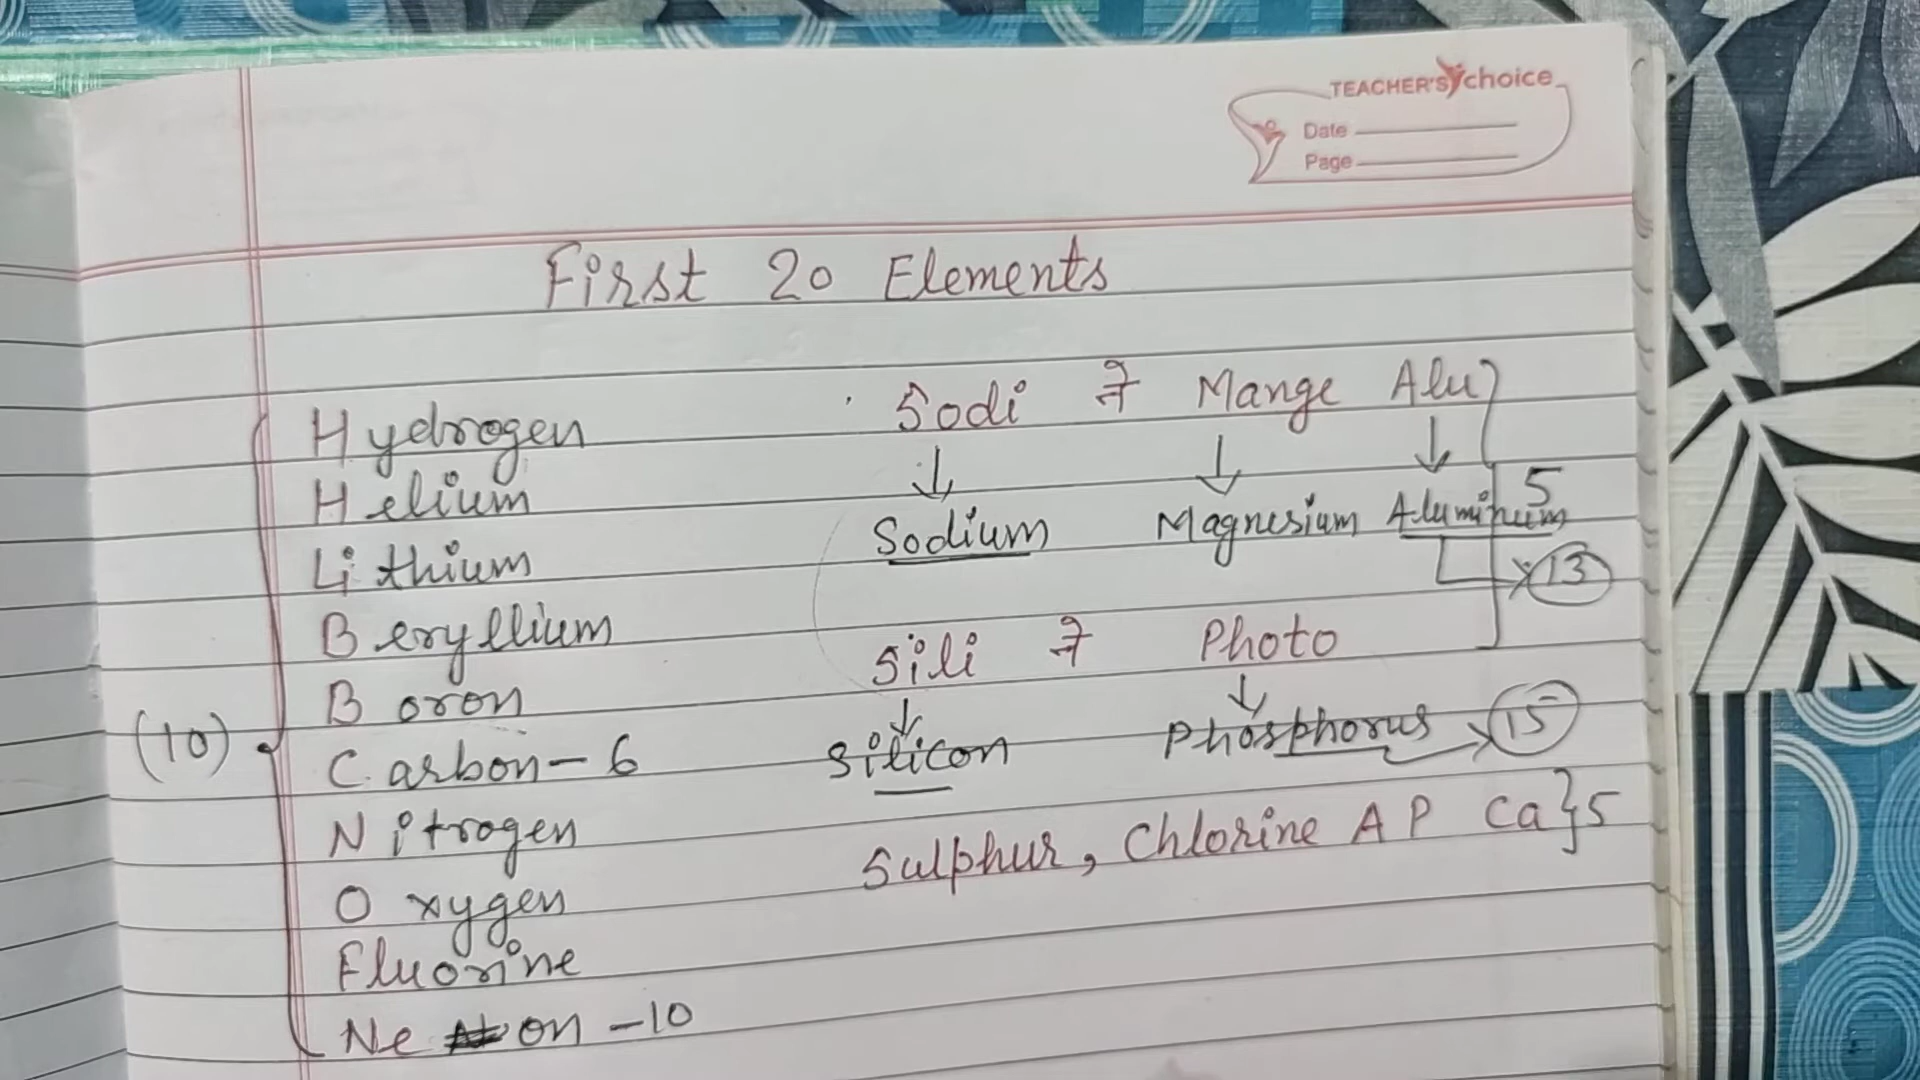 TEACHER'S choice
Date
Page
First 20 Elements
Hydrogen
Helium
Lithium
Beryllium
Boron
(10)
Carbon - 6
Nitrogen
Oxygen
Fluorine
Neon - 10
Sodi ने Mange Alu
5
Sodium Magnesium Aluminum
13
Sili ने Photo
Silicon Phosphorus 15
Sulphur, Chlorine A P Ca } 5